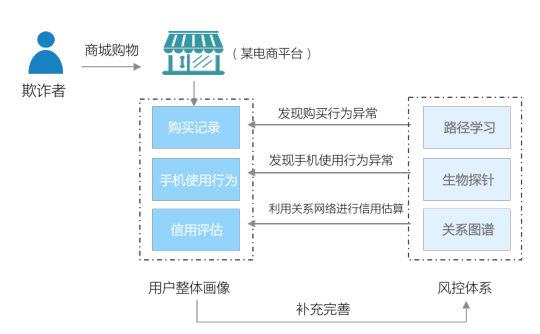 商城购物
（某电商平台）
欺诈者
购买记录
发现购买行为异常
路径学习
手机使用行为
发现手机使用行为异常
生物探针
信用评估
利用关系网络进行信用估算
关系图谱
用户整体画像
风控体系
补充完善